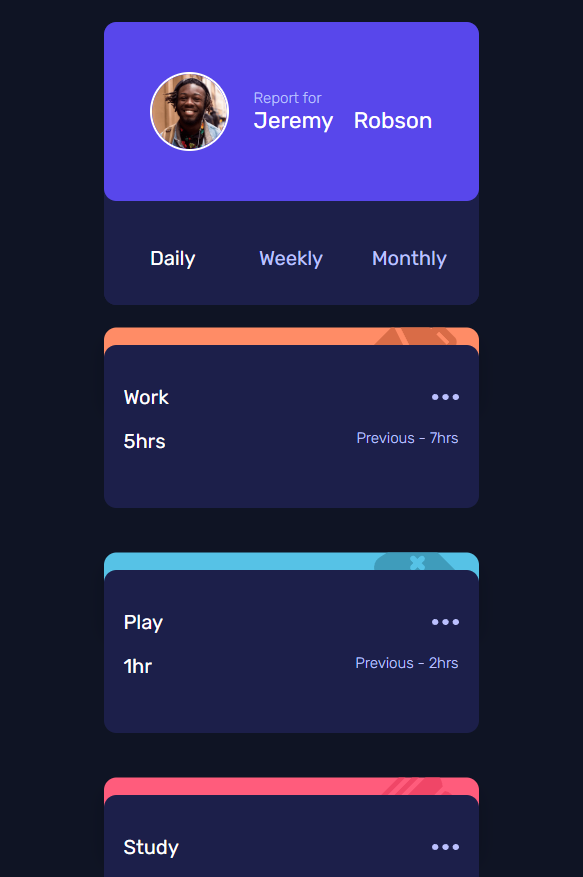 Report for
Jeremy Robson
Daily Weekly Monthly
Work
5hrs Previous - 7hrs
Play
1hr Previous - 2hrs
Study